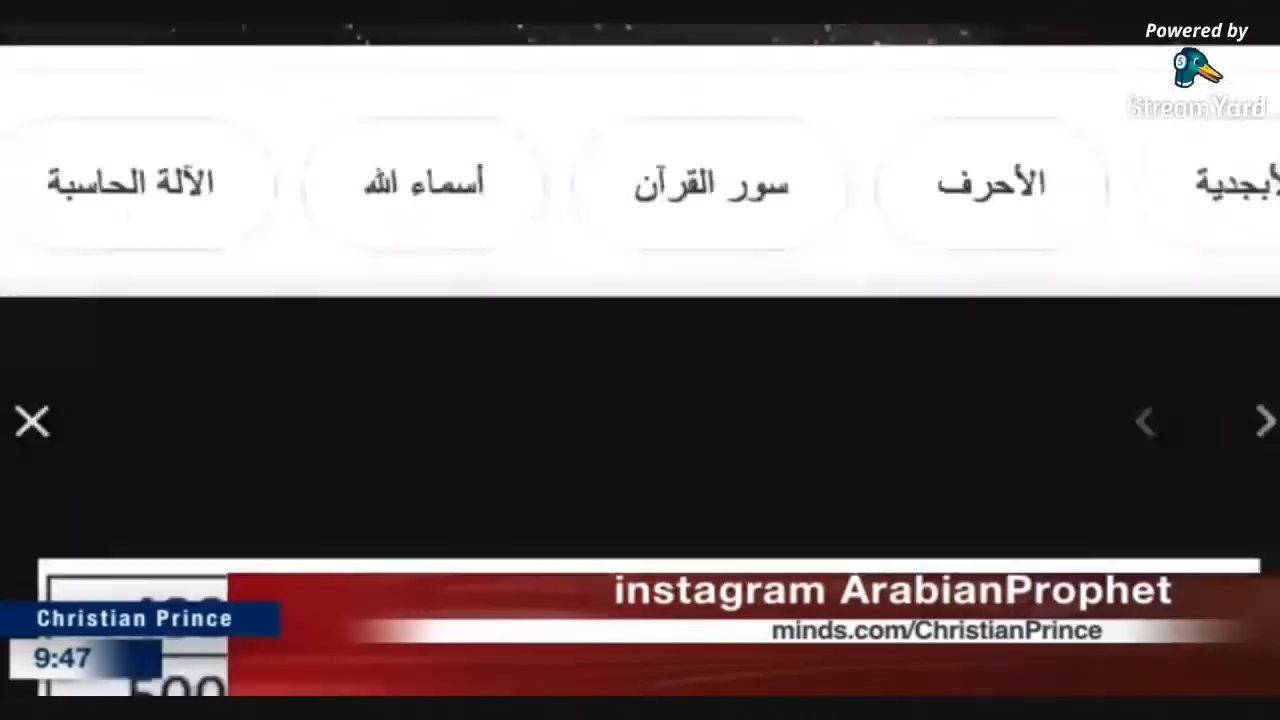 Powered by
StreamYard
الأحرف
سور القرآن
أسماء الله
الآلة الحاسبة
instagram ArabianProphet
Christian Prince
minds.com/ChristianPrince
9:47